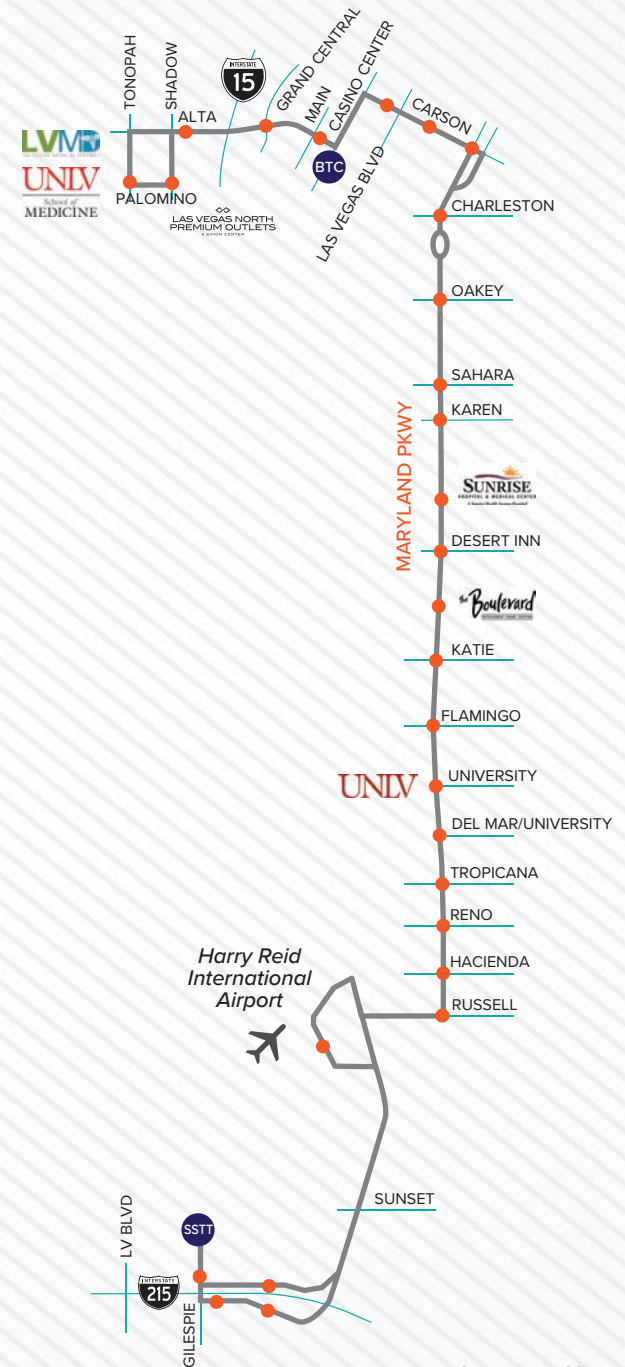 TONOPAH
SHADOW
INTERSTATE
15
GRAND CENTRAL
MAIN
CASINO CENTER
CARSON
ALTA
LVMD
UNLV
School of
MEDICINE
PALOMINO
BTC
LAS VEGAS BLVD
LAS VEGAS NORTH
PREMIUM OUTLETS
A SIMON CENTER
CHARLESTON
OAKEY
SAHARA
KAREN
MARYLAND PKWY
SUNRISE
HOSPITAL & MEDICAL CENTER
DESERT INN
the Boulevard
KATIE
FLAMINGO
UNLV
UNIVERSITY
DEL MAR/UNIVERSITY
TROPICANA
RENO
HACIENDA
RUSSELL
Harry Reid
International
Airport
SUNSET
LV BLVD
SSTT
INTERSTATE
215
GILESPIE